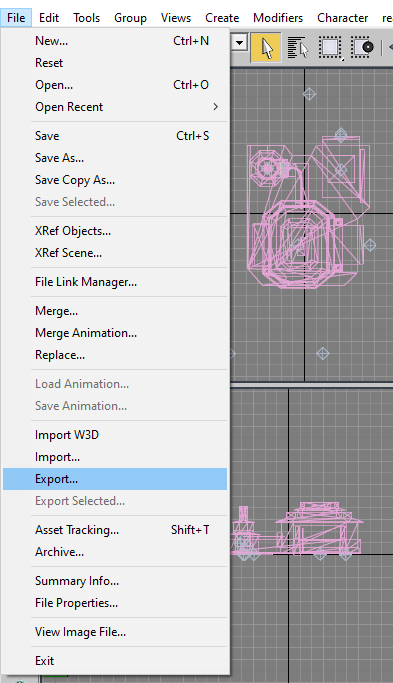 File Edit Tools Group Views Create Modifiers Character rea
New... Ctrl+N
Reset
Open... Ctrl+O
Open Recent
Save Ctrl+S
Save As...
Save Copy As...
Save Selected...
XRef Objects...
XRef Scene...
File Link Manager...
Merge...
Merge Animation...
Replace...
Load Animation...
Save Animation...
Import W3D
Import...
Export...
Export Selected...
Asset Tracking... Shift+T
Archive...
Summary Info...
File Properties...
View Image File...
Exit